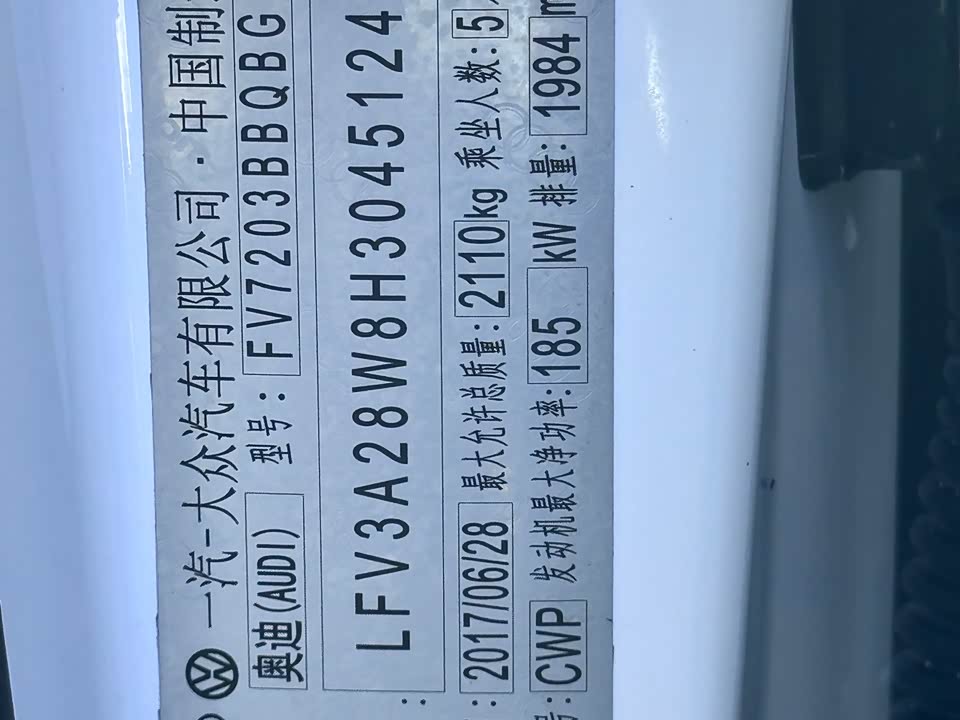 一汽-大众汽车有限公司·中国制
奥迪(AUDI) 型号: FV7203BBQBG
: LFV3A28W8H3045124
: 2017/06/28 最大允许总质量: 2110kg 乘坐人数: 5
号: CWP 发动机最大净功率: 185 kW 排量: 1984 m